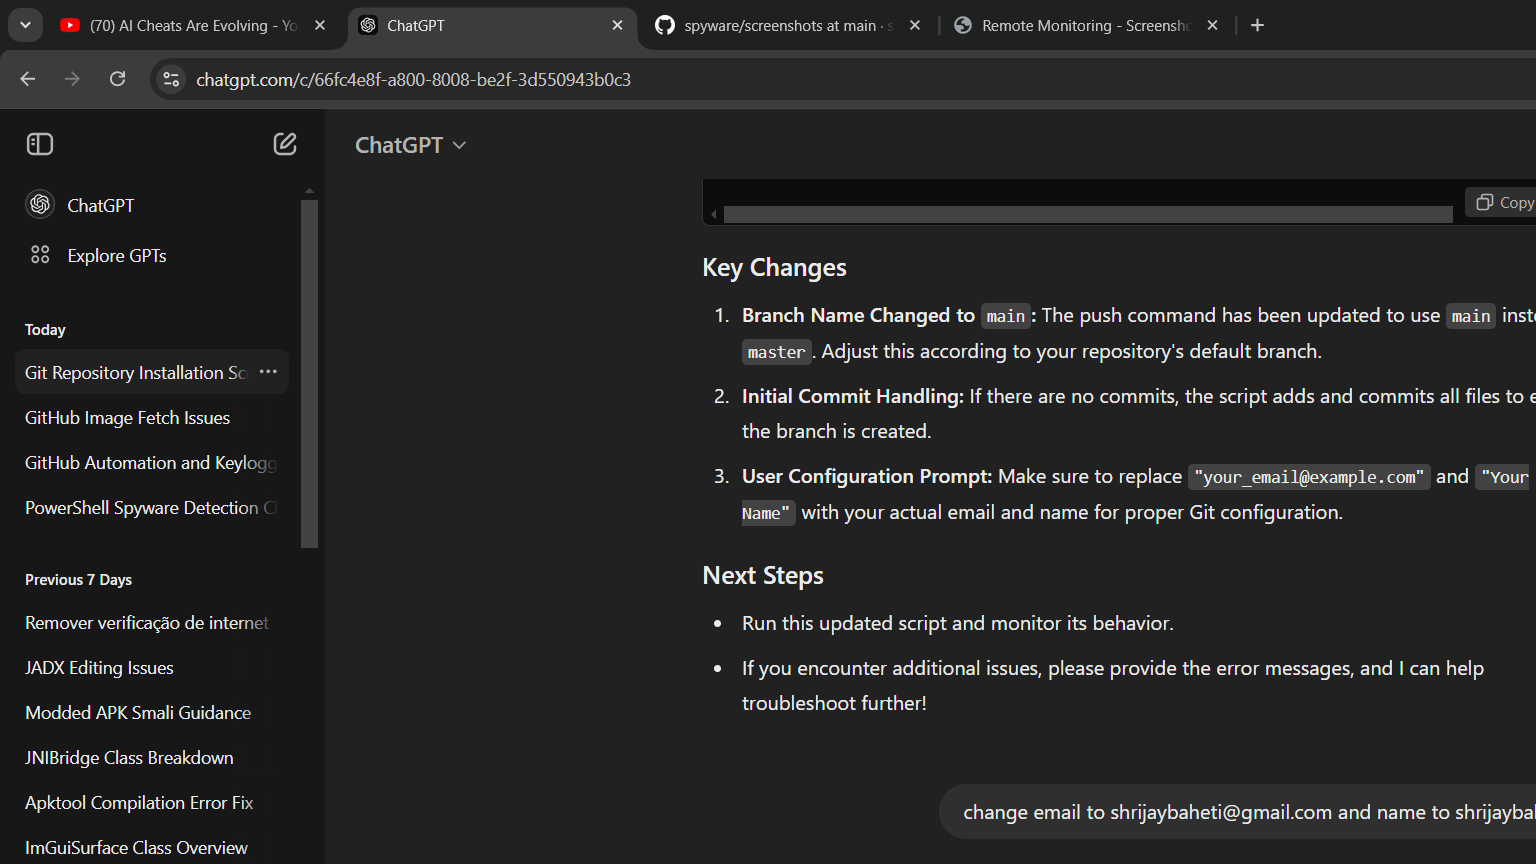 (70) AI Cheats Are Evolving - Yo
ChatGPT
spyware/screenshots at main · s
Remote Monitoring - Screensho
chatgpt.com/c/66fc4e8f-a800-8008-be2f-3d550943b0c3
ChatGPT
Explore GPTs
Today
Git Repository Installation Sc
GitHub Image Fetch Issues
GitHub Automation and Keylogg
PowerShell Spyware Detection C
Previous 7 Days
Remover verificação de internet
JADX Editing Issues
Modded APK Smali Guidance
JNIBridge Class Breakdown
Apktool Compilation Error Fix
ImGuiSurface Class Overview
ChatGPT
Copy
Key Changes
1. Branch Name Changed to main: The push command has been updated to use main inste
master. Adjust this according to your repository's default branch.
2. Initial Commit Handling: If there are no commits, the script adds and commits all files to e
the branch is created.
3. User Configuration Prompt: Make sure to replace "your_email@example.com" and "Your
Name" with your actual email and name for proper Git configuration.
Next Steps
• Run this updated script and monitor its behavior.
• If you encounter additional issues, please provide the error messages, and I can help
troubleshoot further!
change email to shrijaybaheti@gmail.com and name to shrijaybah